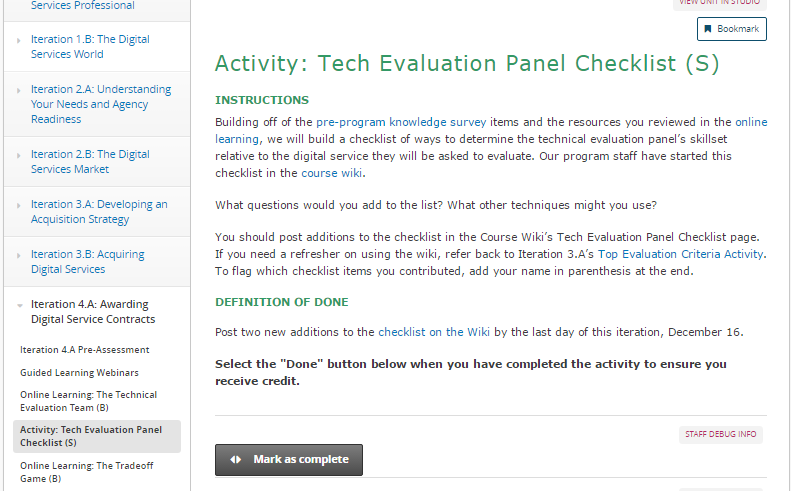 Services Professional
Iteration 1.B: The Digital
Services World
Iteration 2.A: Understanding
Your Needs and Agency
Readiness
Iteration 2.B: The Digital
Services Market
Iteration 3.A: Developing an
Acquisition Strategy
Iteration 3.B: Acquiring
Digital Services
Iteration 4.A: Awarding
Digital Service Contracts
Iteration 4.A Pre-Assessment
Guided Learning Webinars
Online Learning: The Technical
Evaluation Team (B)
Activity: Tech Evaluation Panel
Checklist (S)
Online Learning: The Tradeoff
Game (B)
VIEW UNIT IN STUDIO
Bookmark
Activity: Tech Evaluation Panel Checklist (S)
INSTRUCTIONS
Building off of the pre-program knowledge survey items and the resources you reviewed in the online
learning, we will build a checklist of ways to determine the technical evaluation panel's skillset
relative to the digital service they will be asked to evaluate. Our program staff have started this
checklist in the course wiki.
What questions would you add to the list? What other techniques might you use?
You should post additions to the checklist in the Course Wiki's Tech Evaluation Panel Checklist page.
If you need a refresher on using the wiki, refer back to Iteration 3.A's Top Evaluation Criteria Activity.
To flag which checklist items you contributed, add your name in parenthesis at the end.
DEFINITION OF DONE
Post two new additions to the checklist on the Wiki by the last day of this iteration, December 16.
Select the "Done" button below when you have completed the activity to ensure you
receive credit.
STAFF DEBUG INFO
Mark as complete